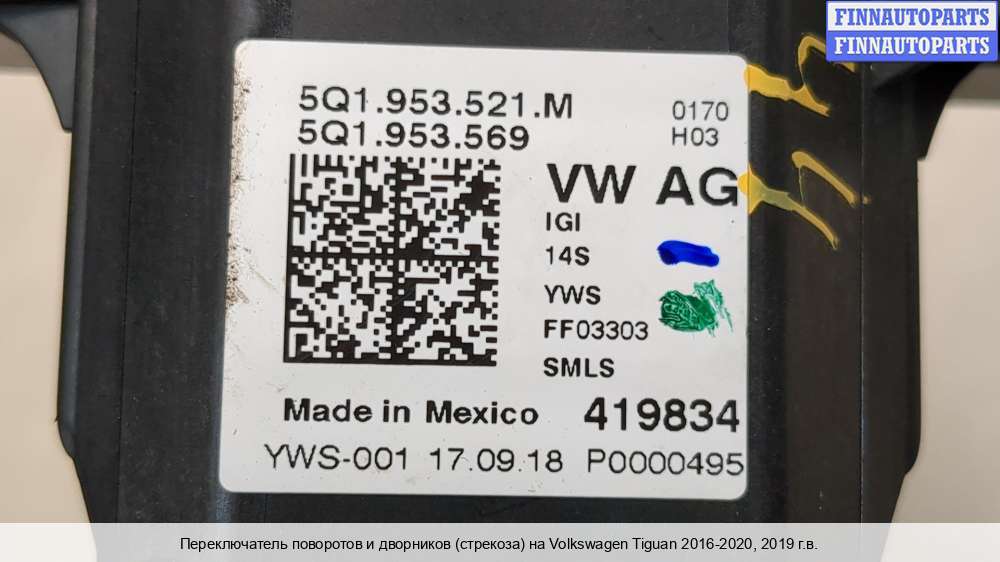 FINNAUTOPARTS
FINNAUTOPARTS
5Q1.953.521.M
5Q1.953.569
0170
H03
VW AG
IGI
14S
YWS
FF03303
SMLS
Made in Mexico 419834
YWS-001 17.09.18 P0000495
Переключатель поворотов и дворников (стрекоза) на Volkswagen Tiguan 2016-2020, 2019 г.в.